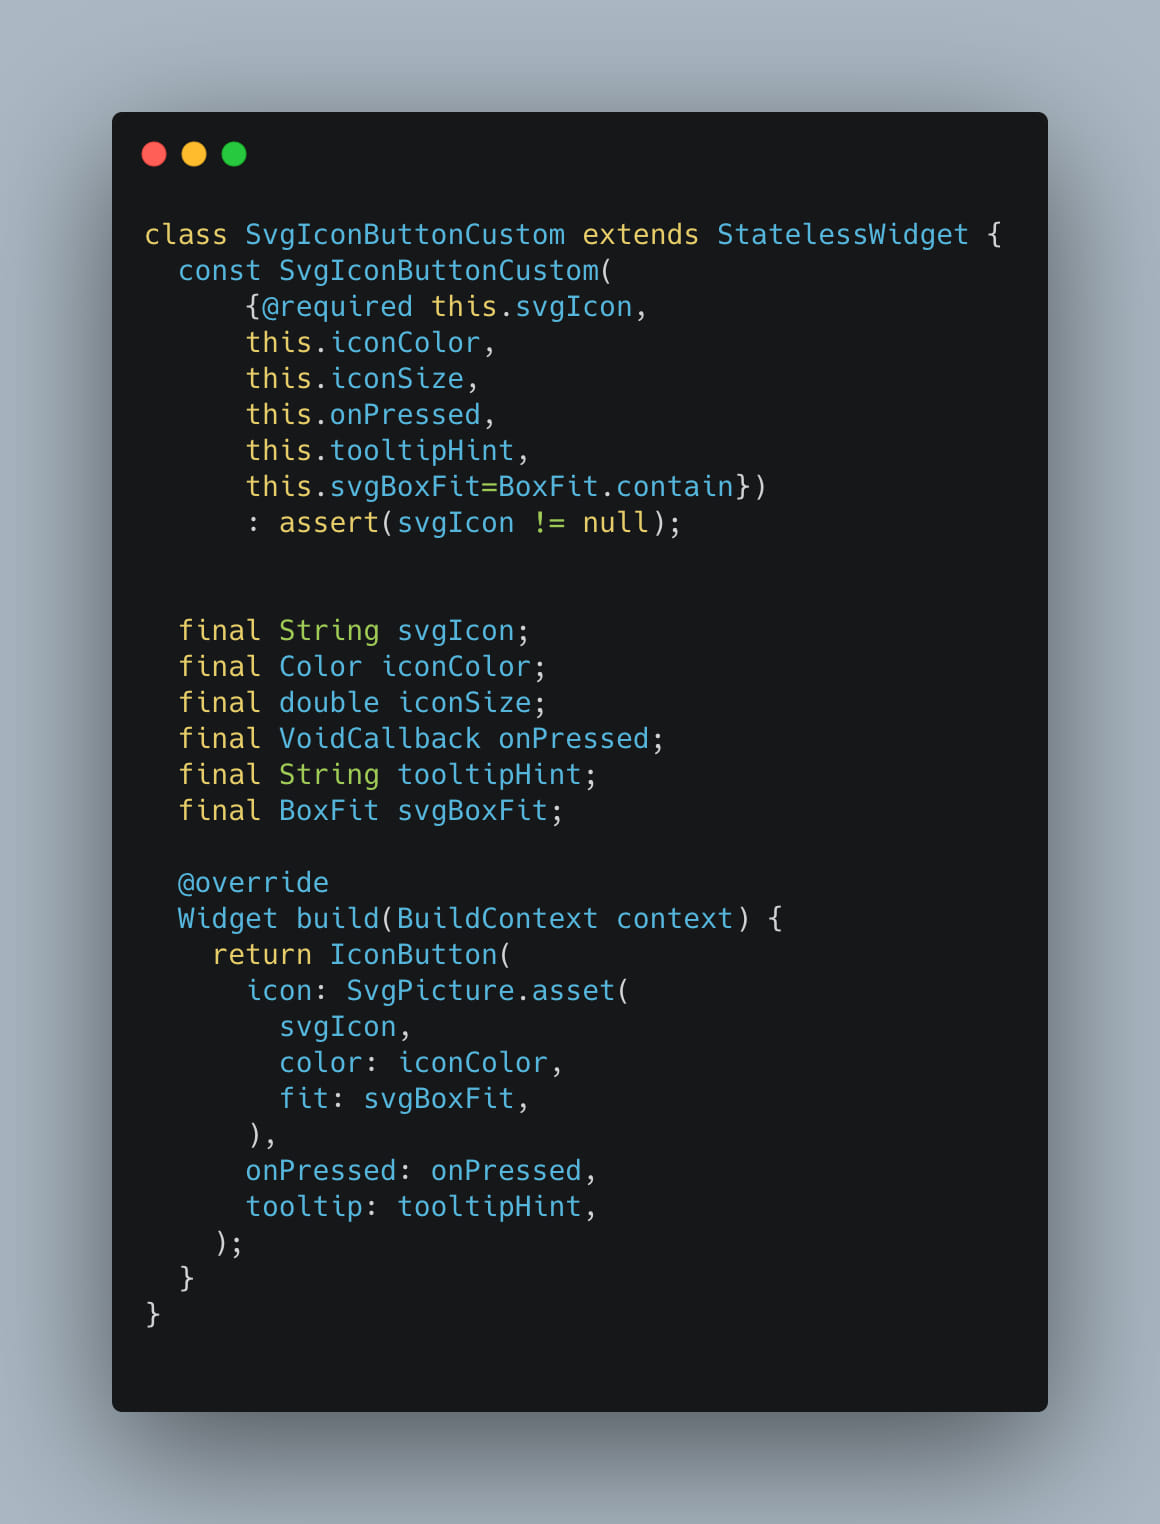 class SvgIconButtonCustom extends StatelessWidget {
  const SvgIconButtonCustom(
      {@required this.svgIcon,
      this.iconColor,
      this.iconSize,
      this.onPressed,
      this.tooltipHint,
      this.svgBoxFit=BoxFit.contain})
      : assert(svgIcon != null);


  final String svgIcon;
  final Color iconColor;
  final double iconSize;
  final VoidCallback onPressed;
  final String tooltipHint;
  final BoxFit svgBoxFit;

  @override
  Widget build(BuildContext context) {
    return IconButton(
      icon: SvgPicture.asset(
        svgIcon,
        color: iconColor,
        fit: svgBoxFit,
      ),
      onPressed: onPressed,
      tooltip: tooltipHint,
    );
  }
}